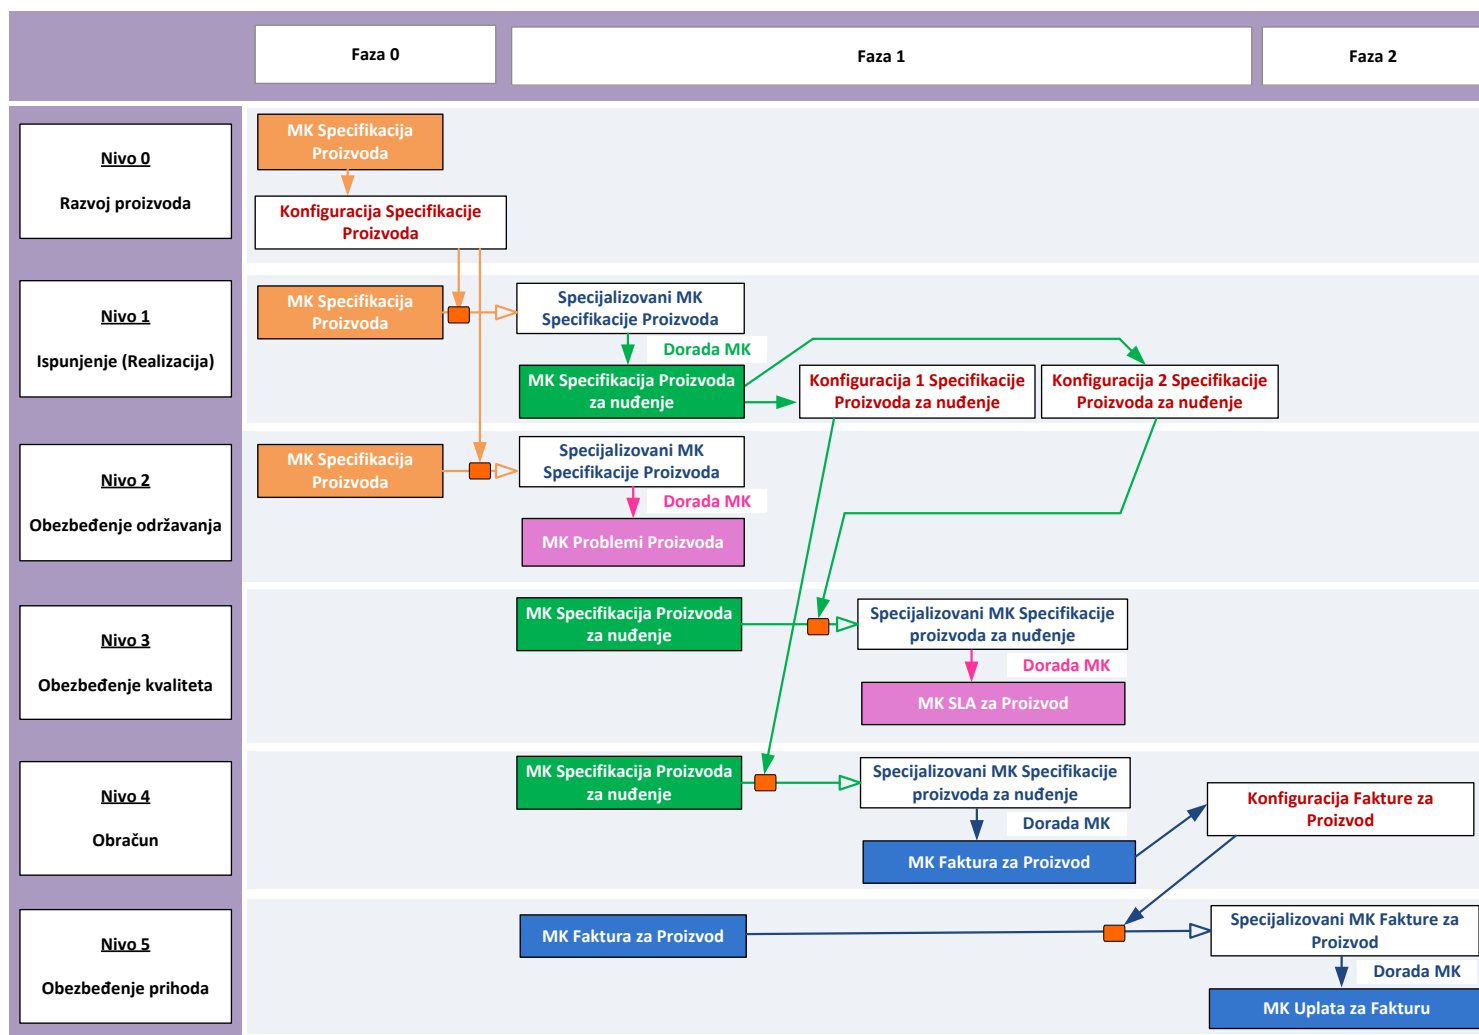 Faza 0
Faza 1
Faza 2
Nivo 0
Razvoj proizvoda
MK Specifikacija
Proizvoda
Konfiguracija Specifikacije
Proizvoda
Nivo 1
Ispunjenje (Realizacija)
MK Specifikacija
Proizvoda
Specijalizovani MK
Specifikacije Proizvoda
Dorada MK
MK Specifikacija Proizvoda
za nuđenje
Konfiguracija 1 Specifikacije
Proizvoda za nuđenje
Konfiguracija 2 Specifikacije
Proizvoda za nuđenje
Nivo 2
Obezbeđenje održavanja
MK Specifikacija
Proizvoda
Specijalizovani MK
Specifikacije Proizvoda
Dorada MK
MK Problemi Proizvoda
Nivo 3
Obezbeđenje kvaliteta
MK Specifikacija Proizvoda
za nuđenje
Specijalizovani MK Specifikacije
proizvoda za nuđenje
Dorada MK
MK SLA za Proizvod
Nivo 4
Obračun
MK Specifikacija Proizvoda
za nuđenje
Specijalizovani MK Specifikacije
proizvoda za nuđenje
Dorada MK
MK Faktura za Proizvod
Konfiguracija Fakture za
Proizvod
Nivo 5
Obezbeđenje prihoda
MK Faktura za Proizvod
Specijalizovani MK Fakture za
Proizvod
Dorada MK
MK Uplata za Fakturu